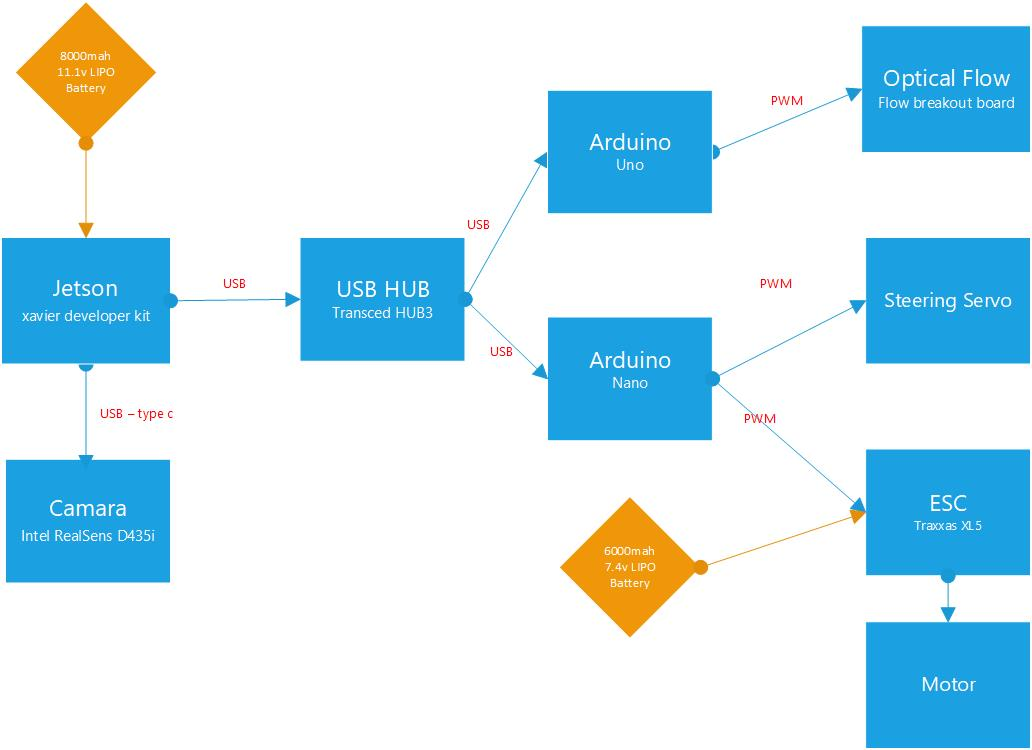 8000mah
11.1v LIPO
Battery
Optical Flow
Flow breakout board
PWM
Arduino
Uno
USB
Jetson
xavier developer kit
USB
USB HUB
Transced HUB3
PWM
Steering Servo
USB
Arduino
Nano
USB – type c
PWM
Camara
Intel RealSens D435i
ESC
Traxxas XL5
6000mah
7.4v LIPO
Battery
Motor